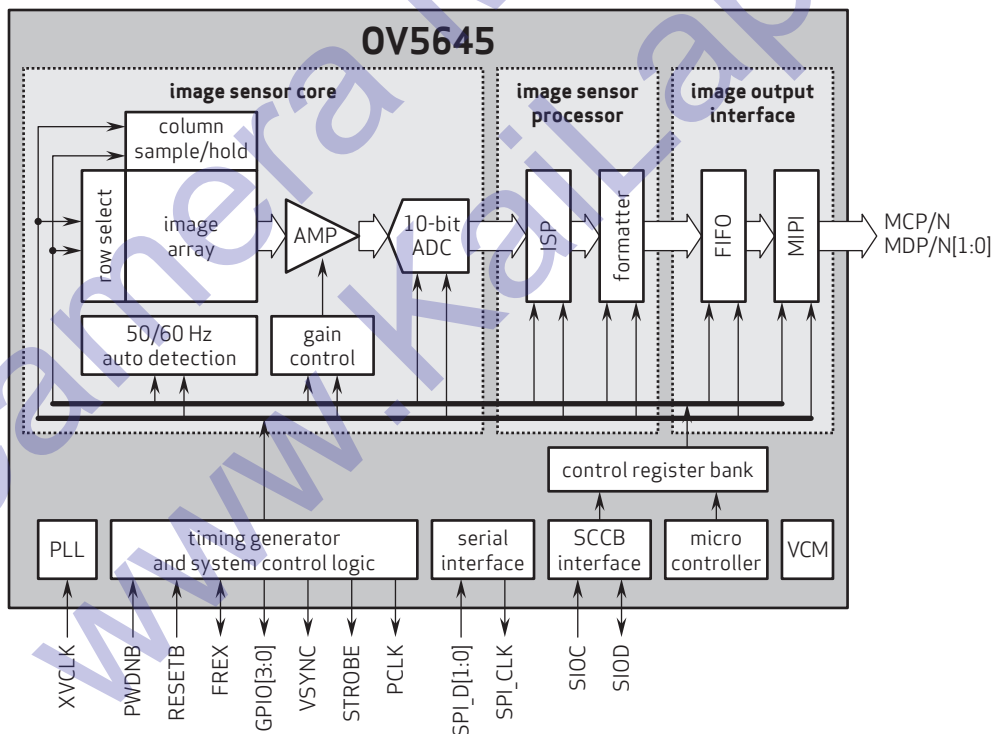 OV5645
image sensor core
image sensor
processor
image output
interface
column
sample/hold
row select
image
array
AMP
10-bit
ADC
ISP
formatter
FIFO
MIPI
MCP/N
MDP/N[1:0]
50/60 Hz
auto detection
gain
control
control register bank
PLL
timing generator
and system control logic
serial
interface
SCCB
interface
micro
controller
VCM
XVCLK
PWDNB
RESETB
FREX
GPIO[3:0]
VSYNC
STROBE
PCLK
SPI_D[1:0]
SPI_CLK
SIOC
SIOD